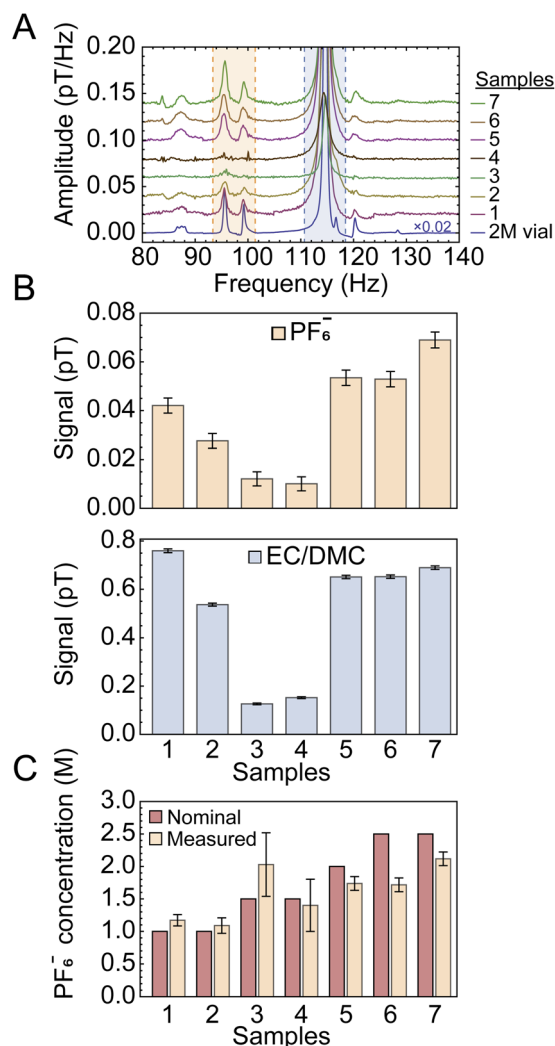 A
Amplitude (pT/Hz)
0.20
0.15
0.10
0.05
0.00
Samples
7
6
5
4
3
2
1
2M vial
×0.02
80 90 100 110 120 130 140
Frequency (Hz)
B
Signal (pT)
0.08
0.06
0.04
0.02
0.00
PF₆⁻
Signal (pT)
0.8
0.6
0.4
0.2
0.0
EC/DMC
1 2 3 4 5 6 7
Samples
C
PF₆⁻ concentration (M)
3.0
2.5
2.0
1.5
1.0
0.5
0.0
Nominal
Measured
1 2 3 4 5 6 7
Samples